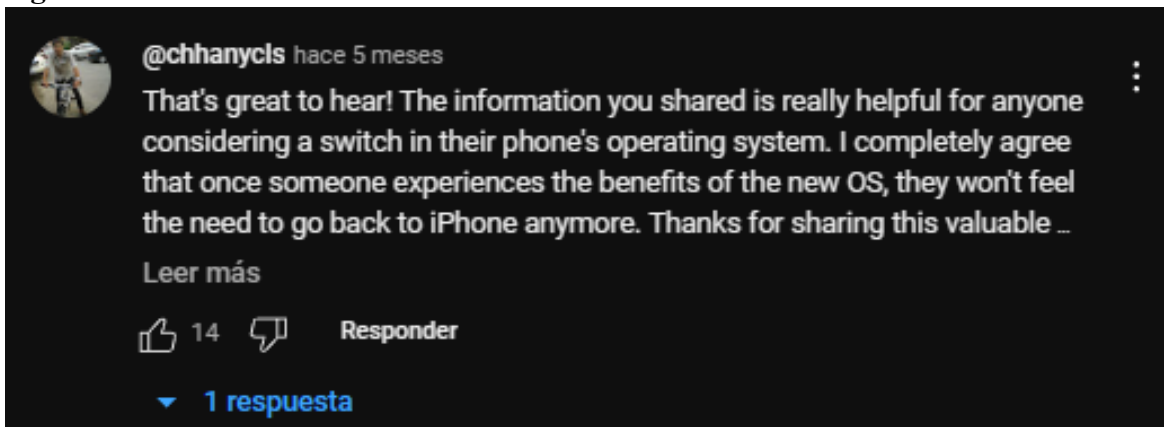 @chhanycls hace 5 meses
That's great to hear! The information you shared is really helpful for anyone
considering a switch in their phone's operating system. I completely agree
that once someone experiences the benefits of the new OS, they won't feel
the need to go back to iPhone anymore. Thanks for sharing this valuable ...
Leer más
14 Responder
1 respuesta